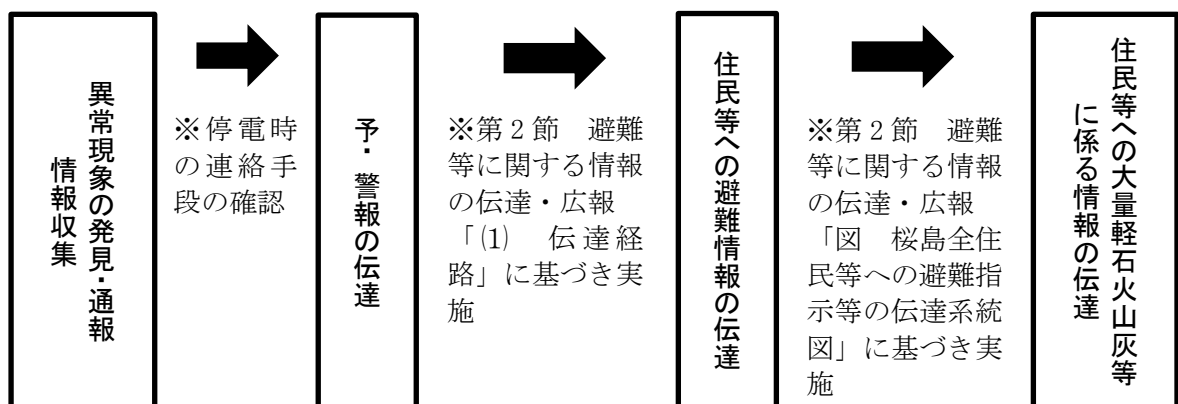 異常現象の発見・通報
情報収集
※停電時
の連絡手
段の確認
予・警報の伝達
※第2節　避難
等に関する情報
の伝達・広報
「⑴　伝達経
路」に基づき実
施
住民等への避難情報の伝達
※第2節　避難
等に関する情報
の伝達・広報
「図　桜島全住
民等への避難指
示等の伝達系統
図」に基づき実
施
住民等への大量軽石火山灰等
に係る情報の伝達